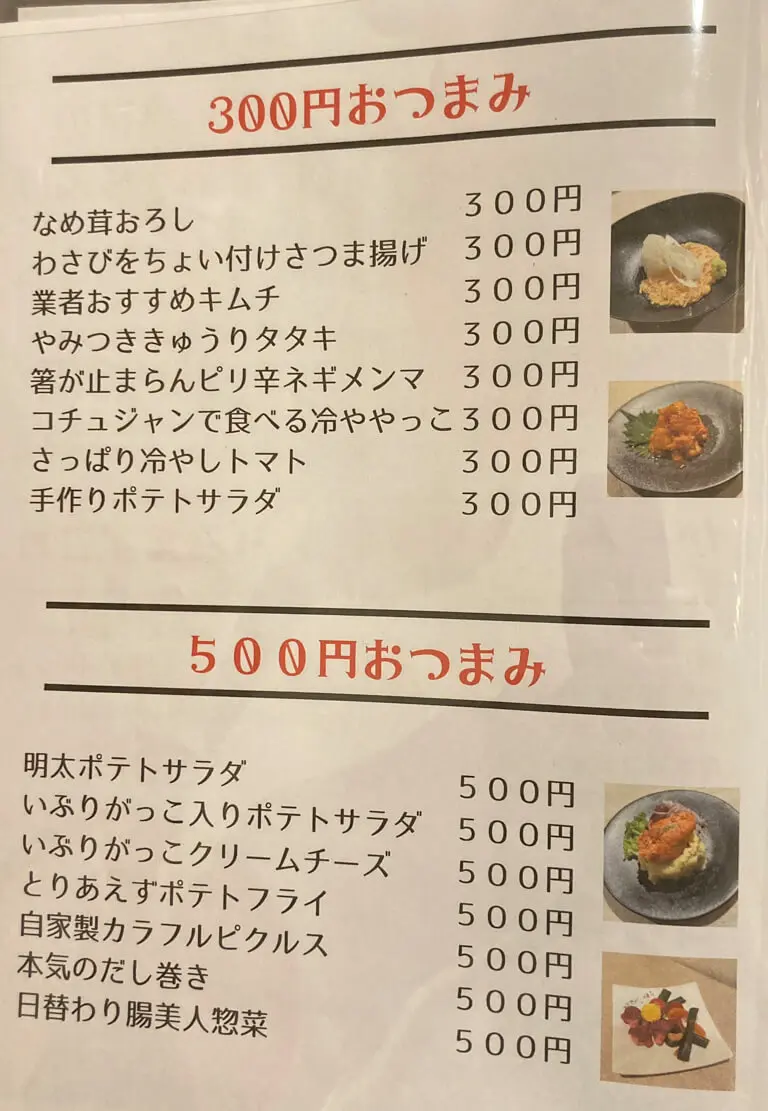 300円おつまみ
なめ茸おろし 300円
わさびをちょい付けさつま揚げ 300円
業者おすすめキムチ 300円
やみつききゅうりタタキ 300円
箸が止まらんピリ辛ネギメンマ 300円
コチュジャンで食べる冷ややっこ 300円
さっぱり冷やしトマト 300円
手作りポテトサラダ 300円
500円おつまみ
明太ポテトサラダ 500円
いぶりがっこ入りポテトサラダ 500円
いぶりがっこクリームチーズ 500円
とりあえずポテトフライ 500円
自家製カラフルピクルス 500円
本気のだし巻き 500円
日替わり腸美人惣菜 500円